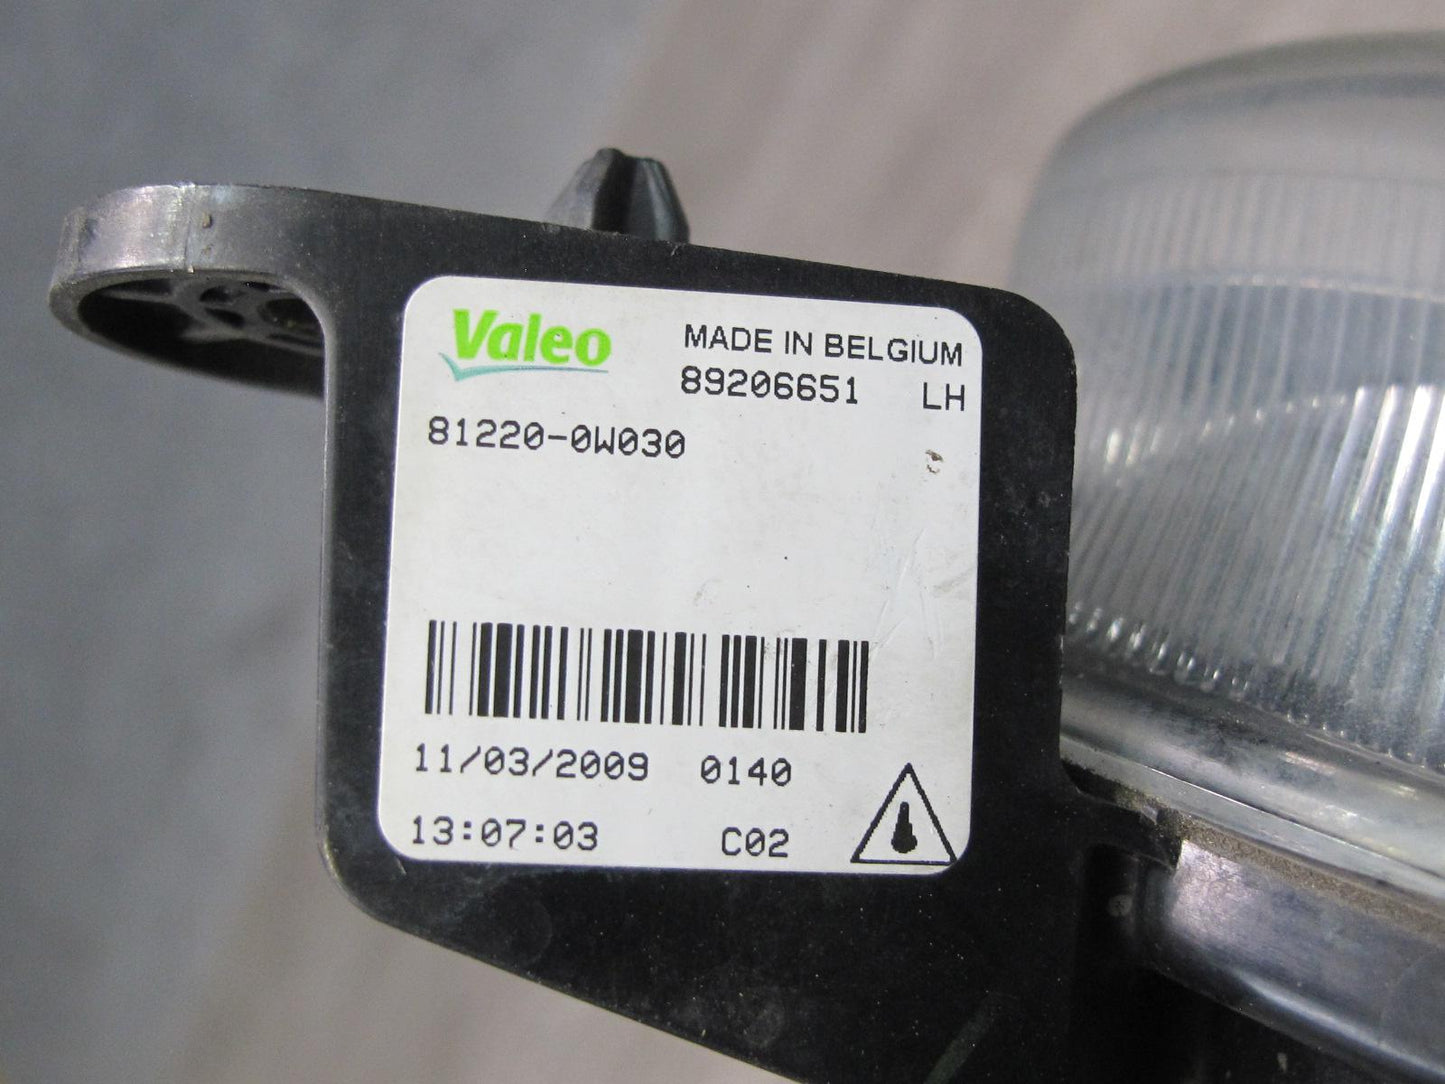 Valeo
MADE IN BELGIUM
89206651 LH
81220-0W030
11/03/2009 0140
13:07:03 C02